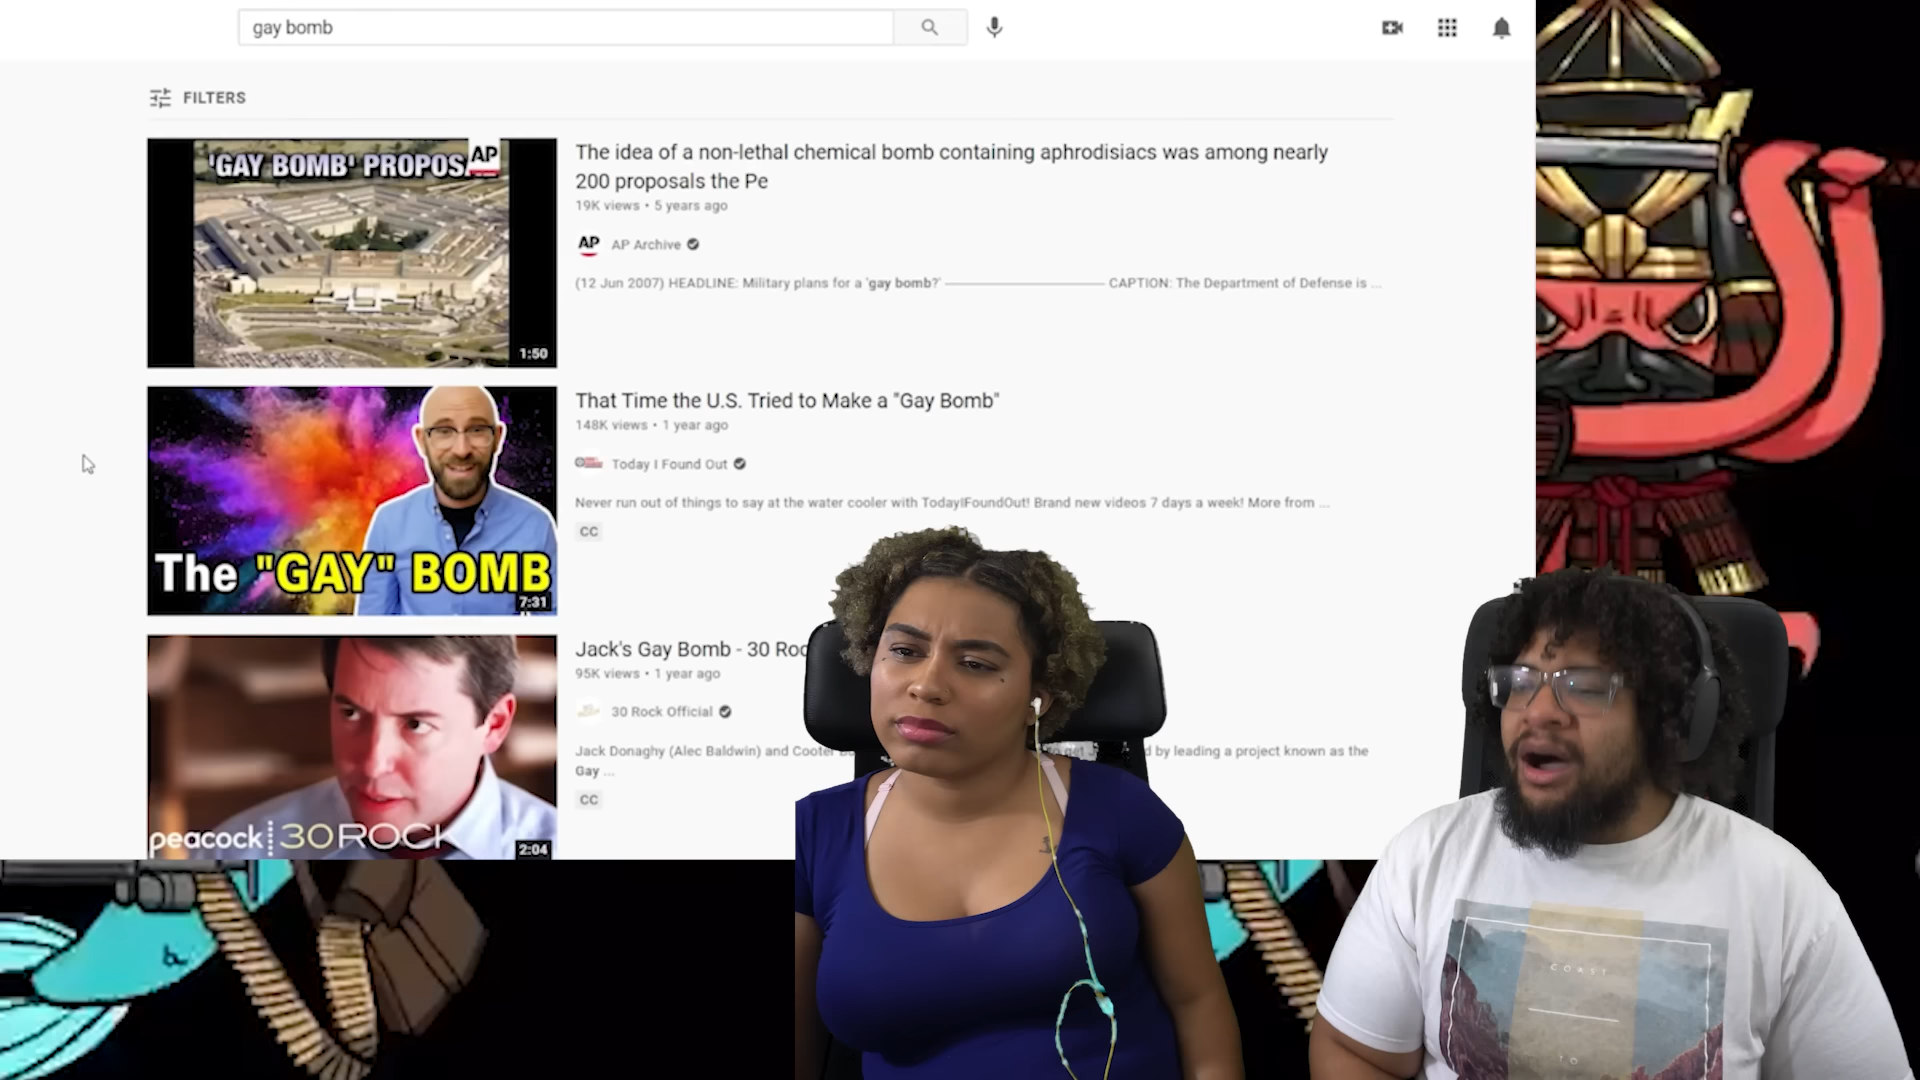 gay bomb
FILTERS
'GAY BOMB' PROPOS
AP
1:50
The idea of a non-lethal chemical bomb containing aphrodisiacs was among nearly
200 proposals the Pe
19K views • 5 years ago
AP AP Archive
(12 Jun 2007) HEADLINE: Military plans for a 'gay bomb?' ———————— CAPTION: The Department of Defense is ...
The "GAY" BOMB
7:31
That Time the U.S. Tried to Make a "Gay Bomb"
148K views • 1 year ago
Today I Found Out
Never run out of things to say at the water cooler with TodayIFoundOut! Brand new videos 7 days a week! More from ...
CC
peacock 30ROCK
2:04
Jack's Gay Bomb - 30 Roc
95K views • 1 year ago
30 Rock Official
Jack Donaghy (Alec Baldwin) and Cooter to get d by leading a project known as the
Gay ...
CC
COAST
TO